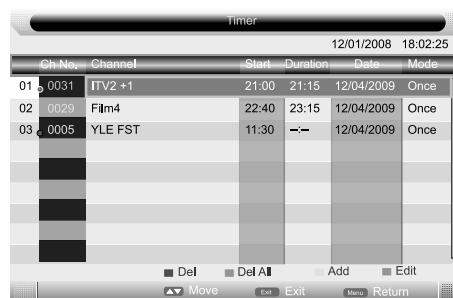 Timer
12/01/2008 18:02:25
Ch No. Channel Start Duration Date Mode
01 0031 ITV2 +1 21:00 21:15 12/04/2009 Once
02 0029 Film4 22:40 23:15 12/04/2009 Once
03 0005 YLE FST 11:30 --:-- 12/04/2009 Once
Del Del All Add Edit
Move Exit Exit Menu Return